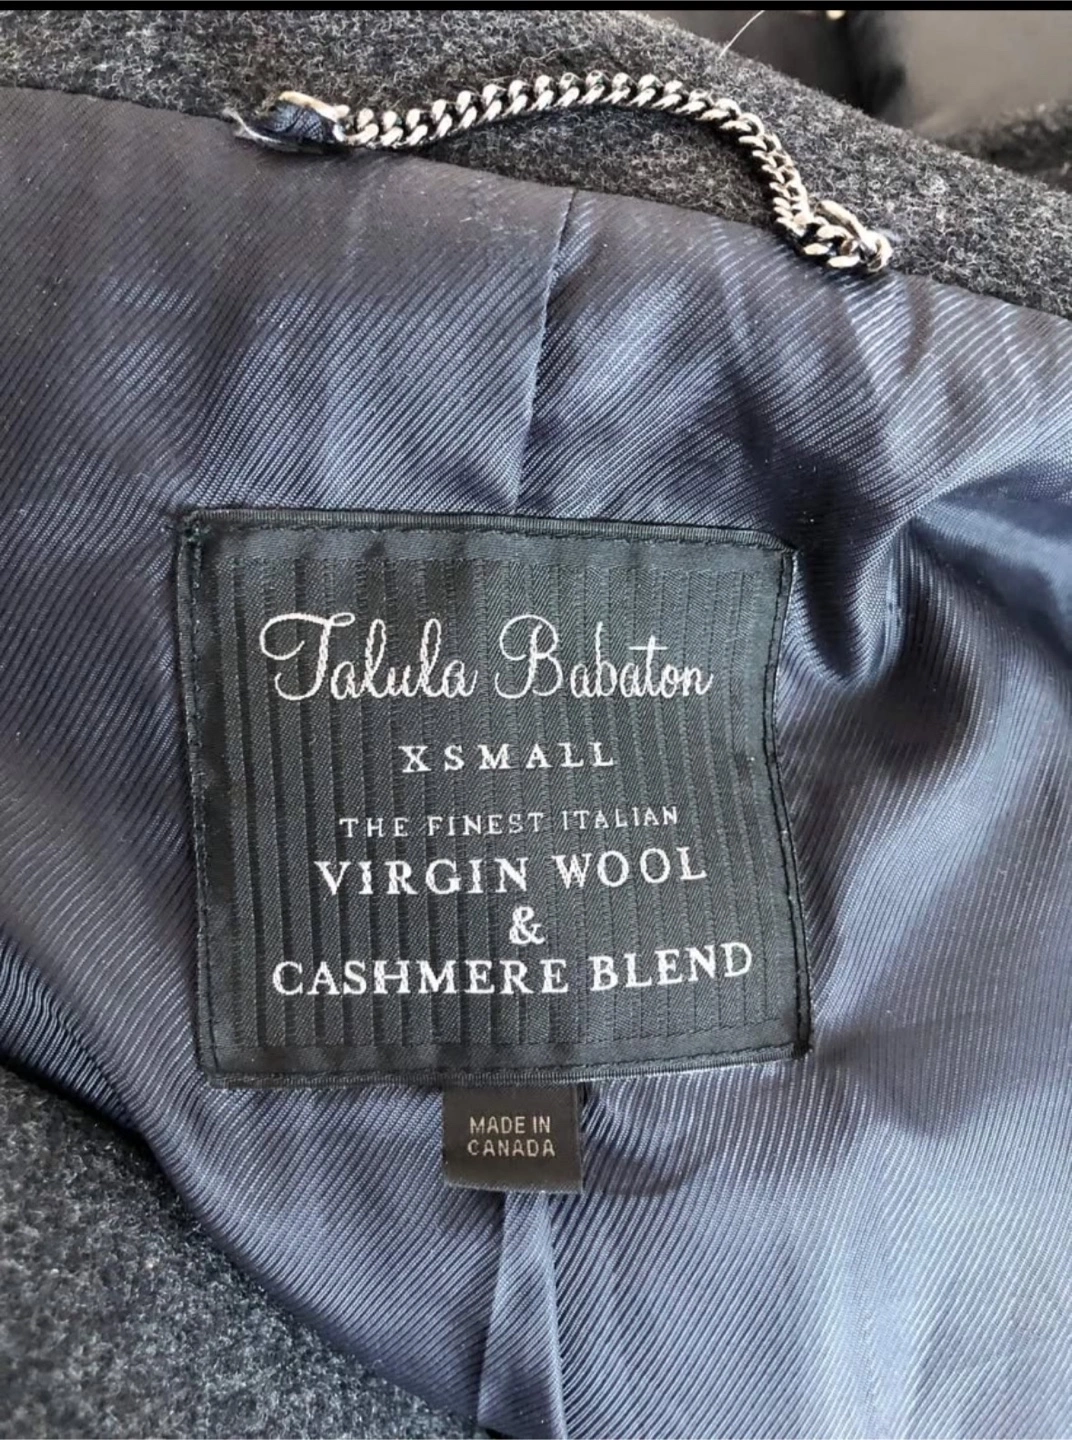 Talula Babaton
XSMALL
THE FINEST ITALIAN
VIRGIN WOOL
&
CASHMERE BLEND
MADE IN
CANADA